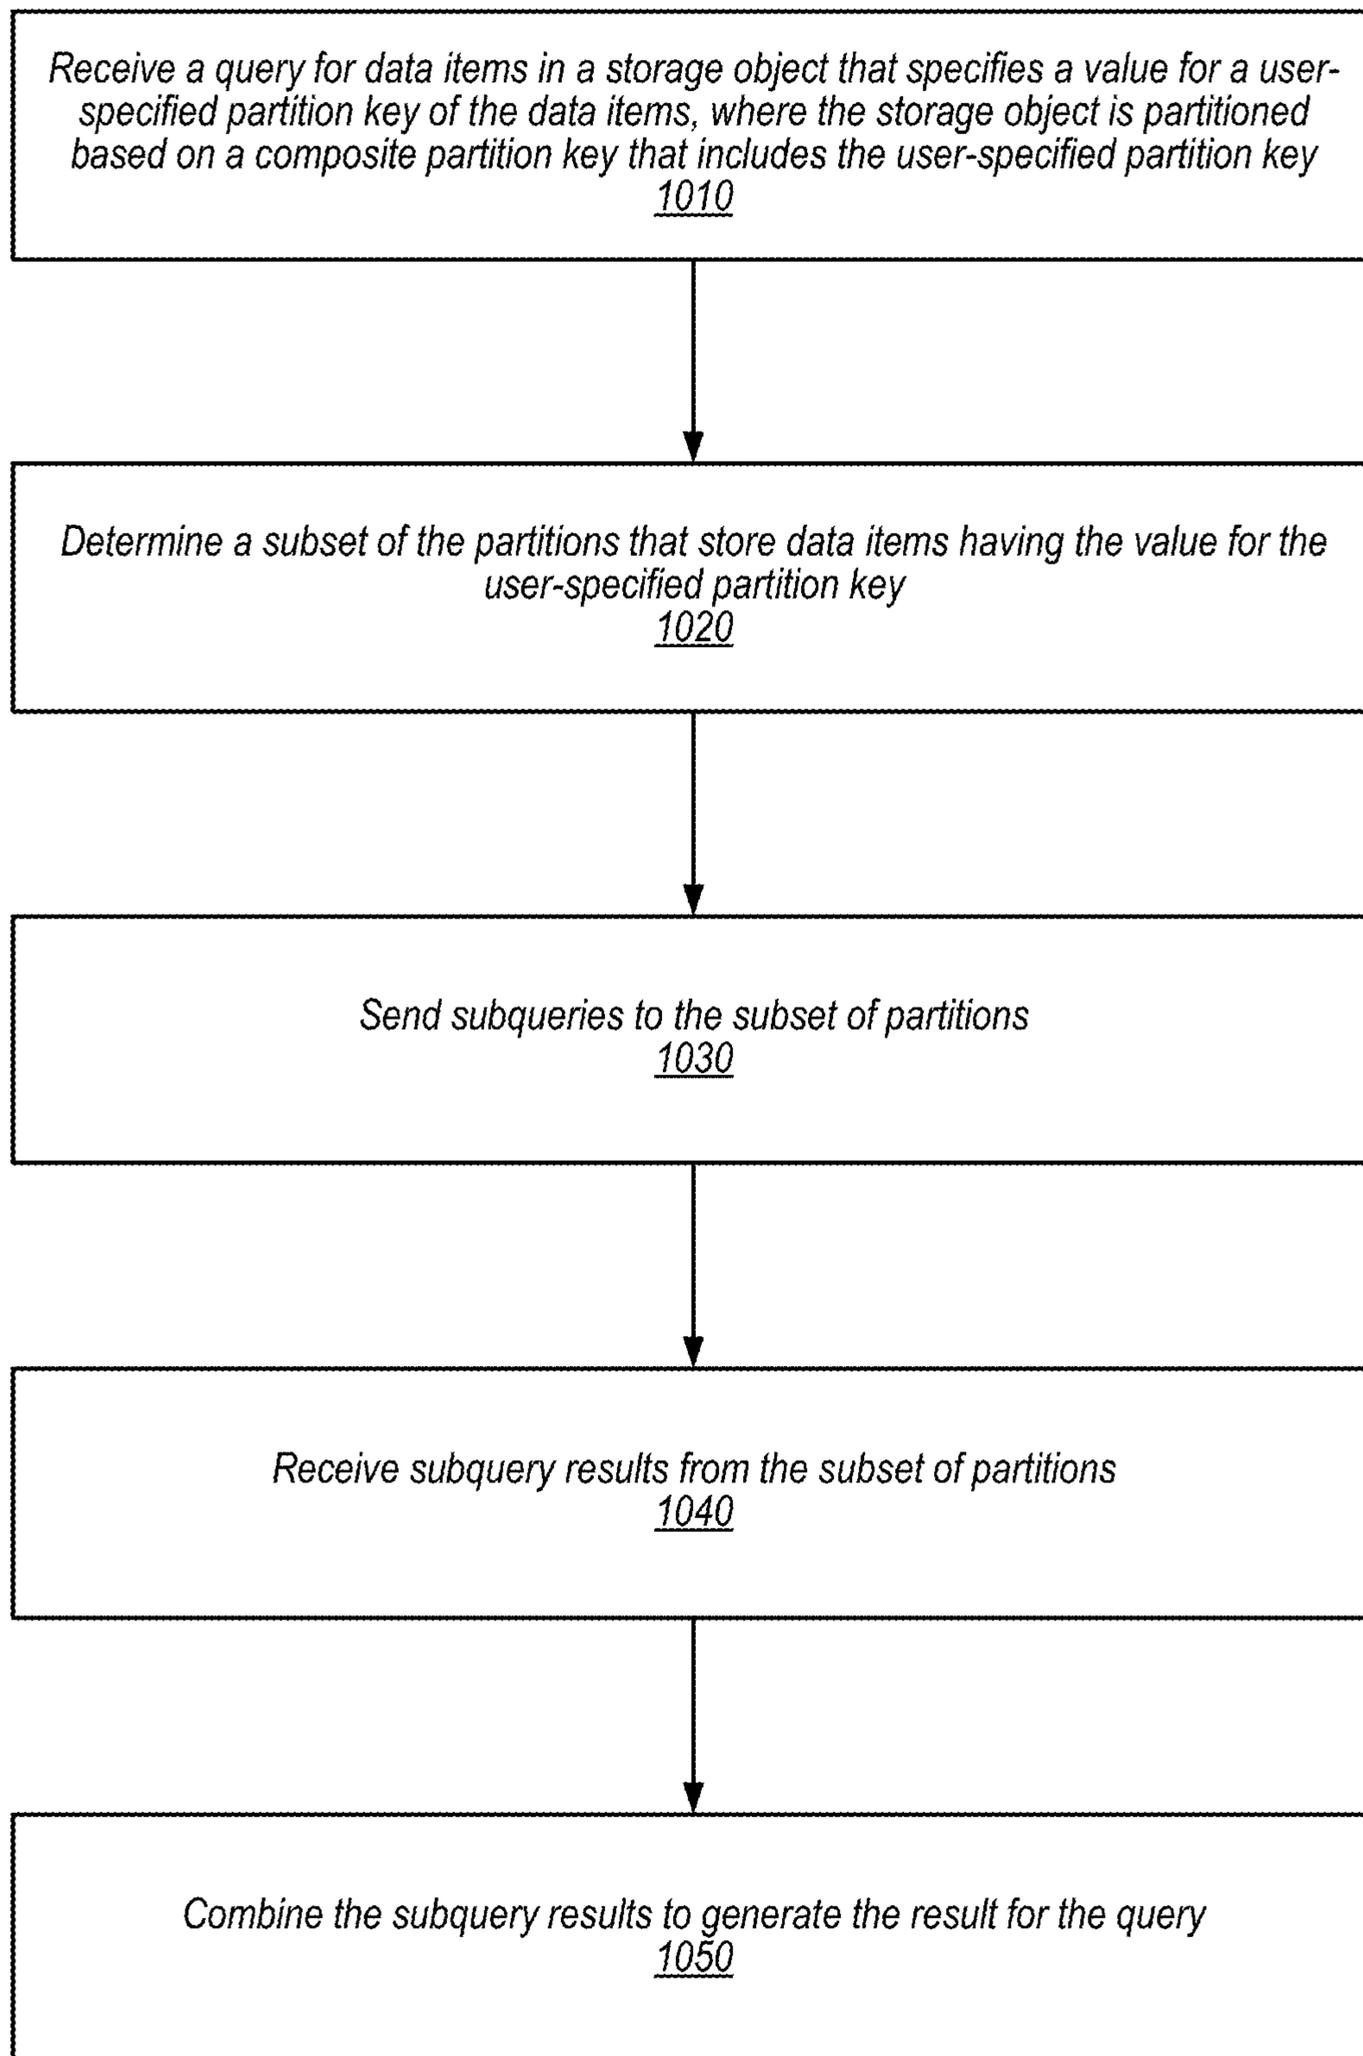 Receive a query for data items in a storage object that specifies a value for a user-
specified partition key of the data items, where the storage object is partitioned
based on a composite partition key that includes the user-specified partition key
1010
Determine a subset of the partitions that store data items having the value for the
user-specified partition key
1020
Send subqueries to the subset of partitions
1030
Receive subquery results from the subset of partitions
1040
Combine the subquery results to generate the result for the query
1050